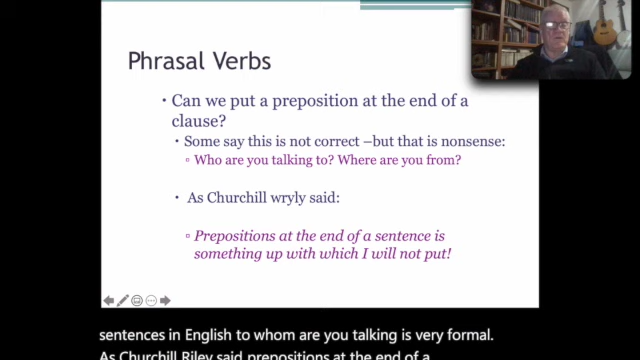 Phrasal Verbs
• Can we put a preposition at the end of a
clause?
• Some say this is not correct –but that is nonsense:
▫ Who are you talking to? Where are you from?
• As Churchill wryly said:
▫ Prepositions at the end of a sentence is
something up with which I will not put!
sentences in English to whom are you talking is very formal.
As Churchill Riley said prepositions at the end of a